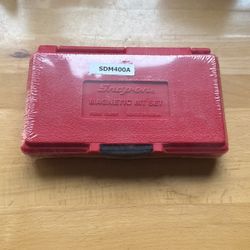 SDM400A
Snap-on
MAGNETIC BIT SET